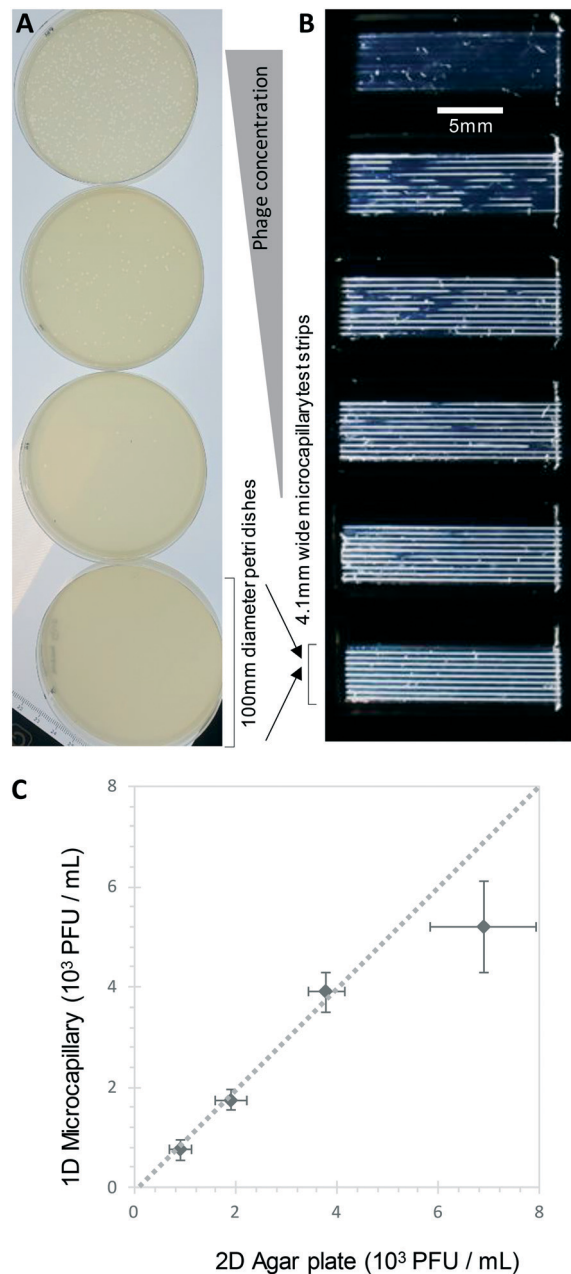 A
B
5mm
Phage concentration
4.1mm wide microcapillary test strips
100mm diameter petri dishes
C
8
6
4
2
0
0 2 4 6 8
1D Microcapillary (10³ PFU / mL)
2D Agar plate (10³ PFU / mL)